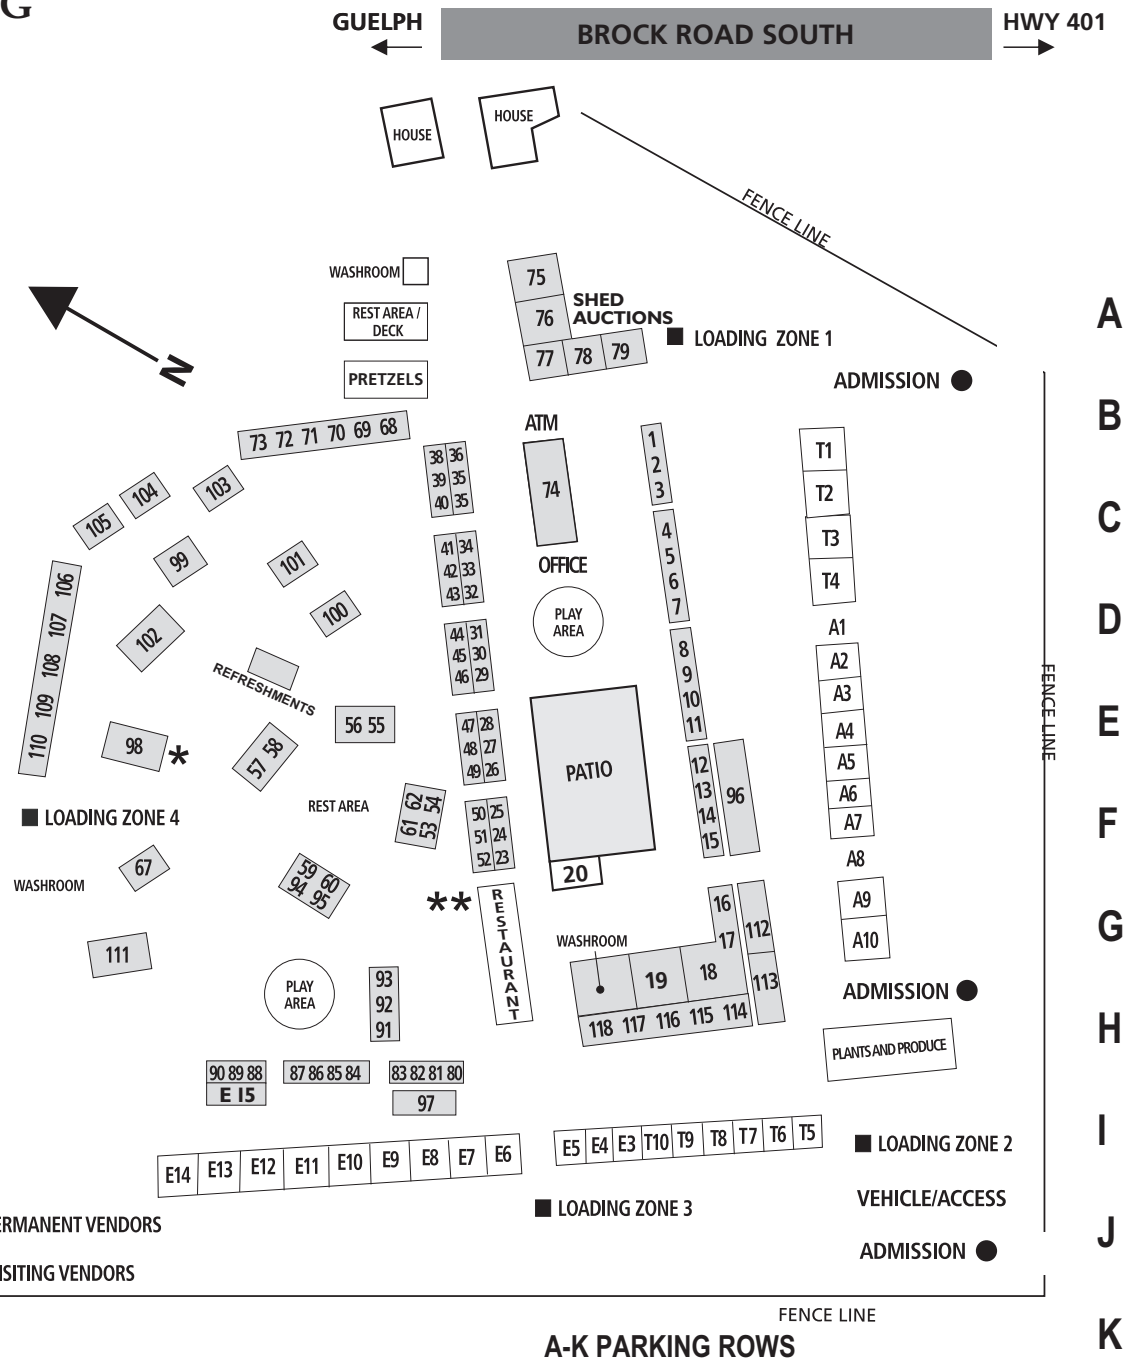 G
GUELPH
BROCK ROAD SOUTH
HWY 401
HOUSE
HOUSE
FENCE LINE
WASHROOM
REST AREA /
DECK
PRETZELS
N
75
76
77 78 79
SHED
AUCTIONS
LOADING ZONE 1
A
ADMISSION
B
73 72 71 70 69 68
ATM
74
OFFICE
38 36
39 35
40 35
1
2
3
T1
T2
T3
T4
C
105
104
103
99
101
100
102
106
107
108
109
110
41 34
42 33
43 32
4
5
6
7
PLAY
AREA
D
A1
A2
A3
A4
A5
A6
A7
A8
A9
A10
44 31
45 30
46 29
8
9
10
11
REFRESHMENTS
FENCE LINE
56 55
57 58
98 *
E
47 28
48 27
49 26
PATIO
20
12
13
14
15
96
REST AREA
61 62
53 54
50 25
51 24
52 23
F
LOADING ZONE 4
67
WASHROOM
59 60
94 95
**
RESTAURANT
16
17
112
113
G
111
WASHROOM
19
18
118 117 116 115 114
PLAY
AREA
93
92
91
ADMISSION
H
PLANTS AND PRODUCE
90 89 88
E I5
87 86 85 84
83 82 81 80
97
I
E14 E13 E12 E11 E10 E9 E8 E7 E6
E5 E4 E3 T10 T9 T8 T7 T6 T5
LOADING ZONE 2
LOADING ZONE 3
VEHICLE/ACCESS
ERMANENT VENDORS
J
ADMISSION
ISITING VENDORS
FENCE LINE
A-K PARKING ROWS
K